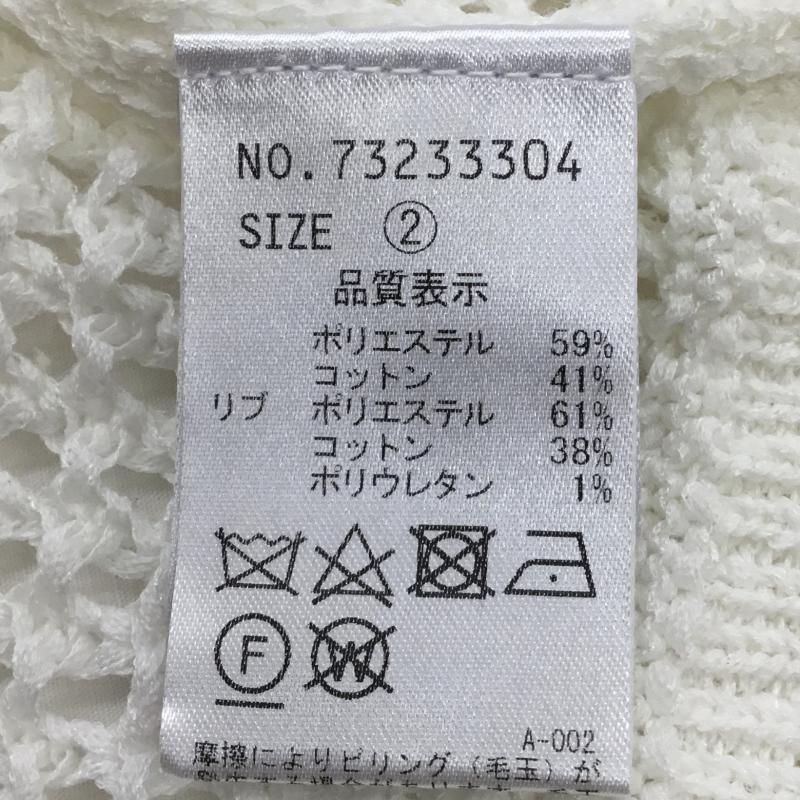 NO.73233304
SIZE ②
品質表示
ポリエステル 59%
コットン 41%
リブ ポリエステル 61%
コットン 38%
ポリウレタン 1%
F
W
A-002
摩擦によりピリング(毛玉)が